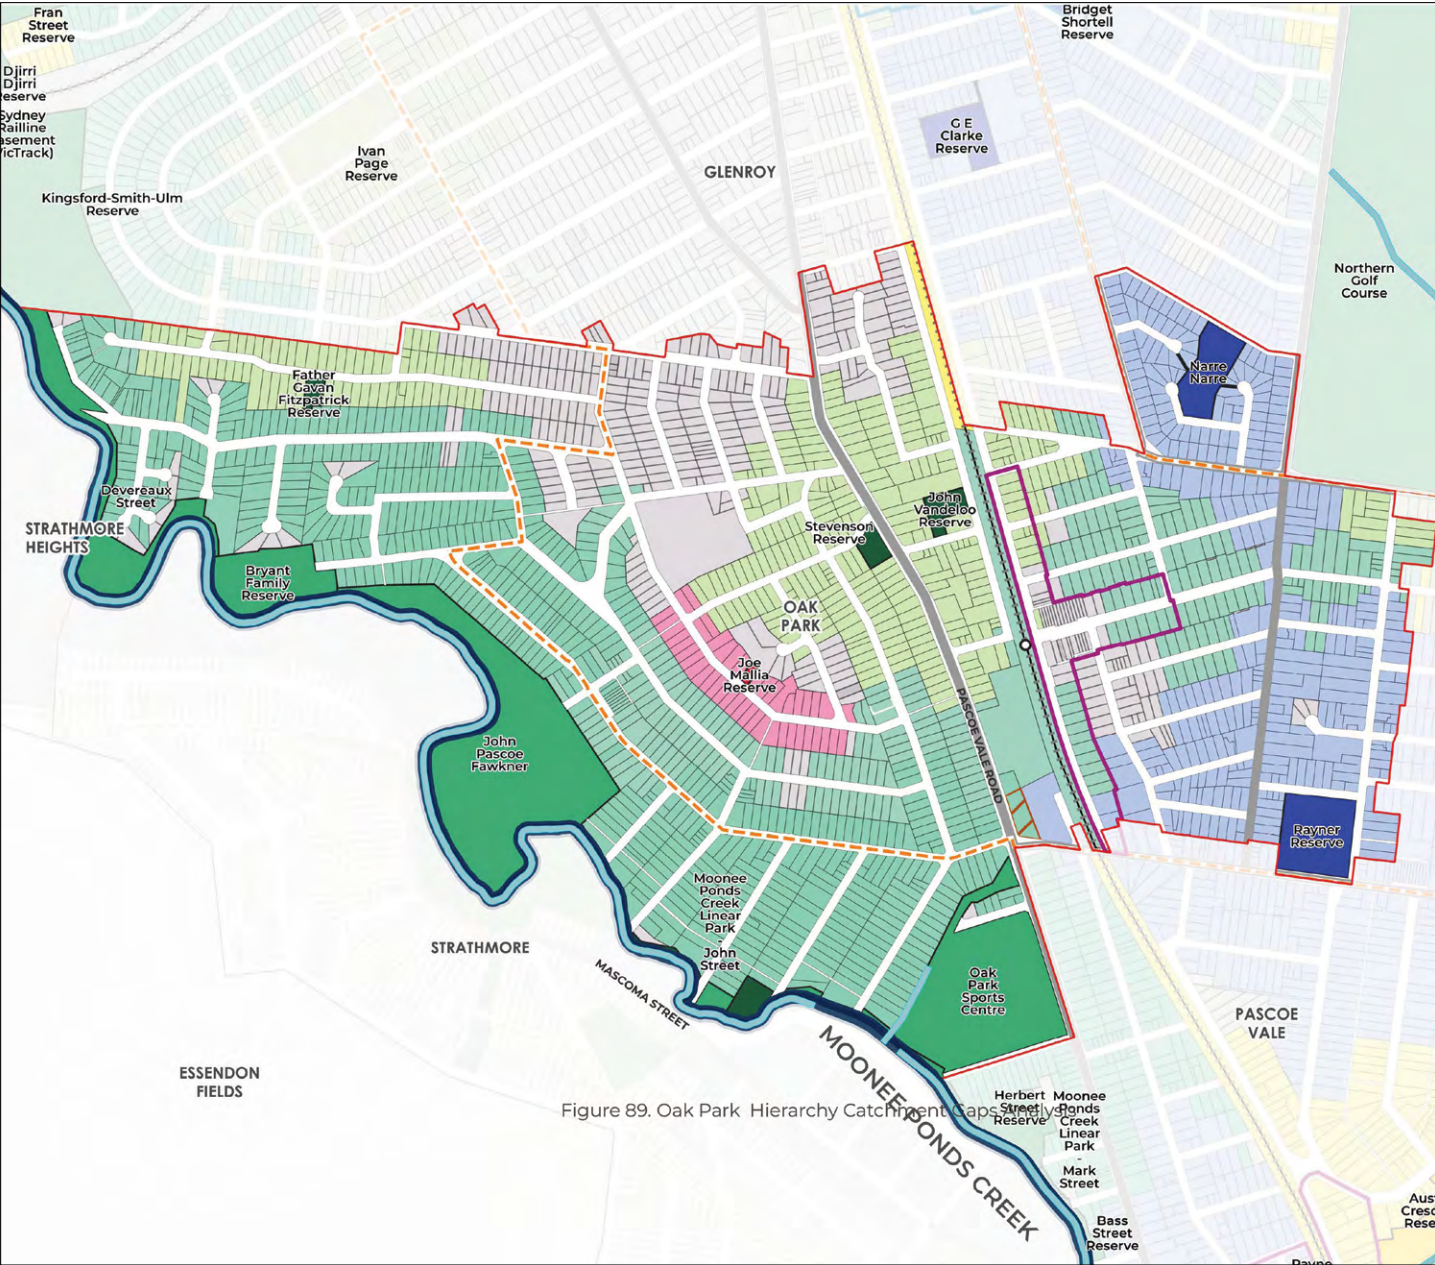 Fran
Street
Reserve
Bridget
Shortell
Reserve
Djirri
Djirri
Reserve
Sydney
Railline
Easement
(VicTrack)
Ivan
Page
Reserve
G E
Clarke
Reserve
GLENROY
Kingsford-Smith-Ulm
Reserve
Northern
Golf
Course
Narre
Narre
Father
Gavan
Fitzpatrick
Reserve
Devereaux
Street
STRATHMORE
HEIGHTS
John
Vandeloo
Reserve
Stevenson
Reserve
Bryant
Family
Reserve
OAK
PARK
Joe
Mallia
Reserve
PASCOE VALE ROAD
John
Pascoe
Fawkner
Rayner
Reserve
Moonee
Ponds
Creek
Linear
Park
-
John
Street
STRATHMORE
MASCOMA STREET
Oak
Park
Sports
Centre
PASCOE
VALE
ESSENDON
FIELDS
MOONEE PONDS CREEK
Figure 89. Oak Park Hierarchy Catchment Gaps Analysis
Herbert
Street
Reserve
Moonee
Ponds
Creek
Linear
Park
-
Mark
Street
Bass
Street
Reserve